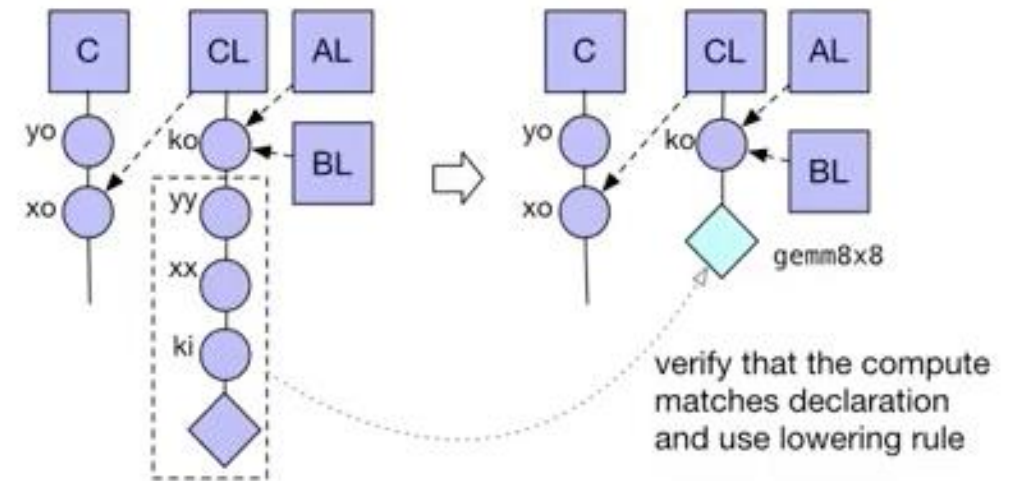 C
CL
AL
yo
ko
BL
xo
yy
xx
ki
C
CL
AL
yo
ko
BL
xo
gemm8x8
verify that the compute
matches declaration
and use lowering rule